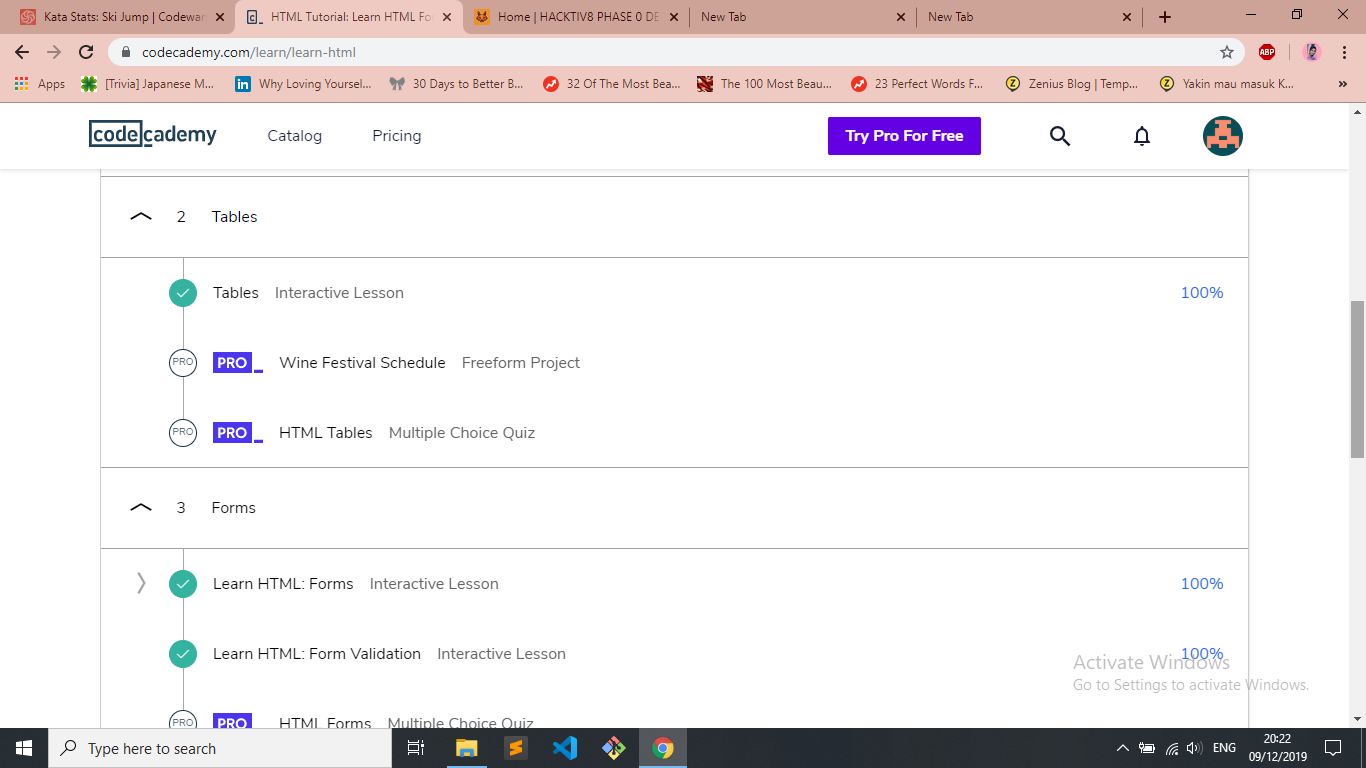 Kata Stats: Ski Jump | Codewar
HTML Tutorial: Learn HTML Fo
Home | HACKTIV8 PHASE 0 DE
New Tab
New Tab
codecademy.com/learn/learn-html
ABP
Apps
[Trivia] Japanese M...
Why Loving Yoursel...
30 Days to Better B...
32 Of The Most Bea...
The 100 Most Beau...
23 Perfect Words F...
Zenius Blog | Temp...
Yakin mau masuk K...
codecademy
Catalog
Pricing
Try Pro For Free
2 Tables
Tables Interactive Lesson 100%
PRO PRO Wine Festival Schedule Freeform Project
PRO PRO HTML Tables Multiple Choice Quiz
3 Forms
Learn HTML: Forms Interactive Lesson 100%
Learn HTML: Form Validation Interactive Lesson 100%
PRO PRO HTML Forms Multiple Choice Quiz
Activate Windows
Go to Settings to activate Windows.
Type here to search
ENG
20:22
09/12/2019